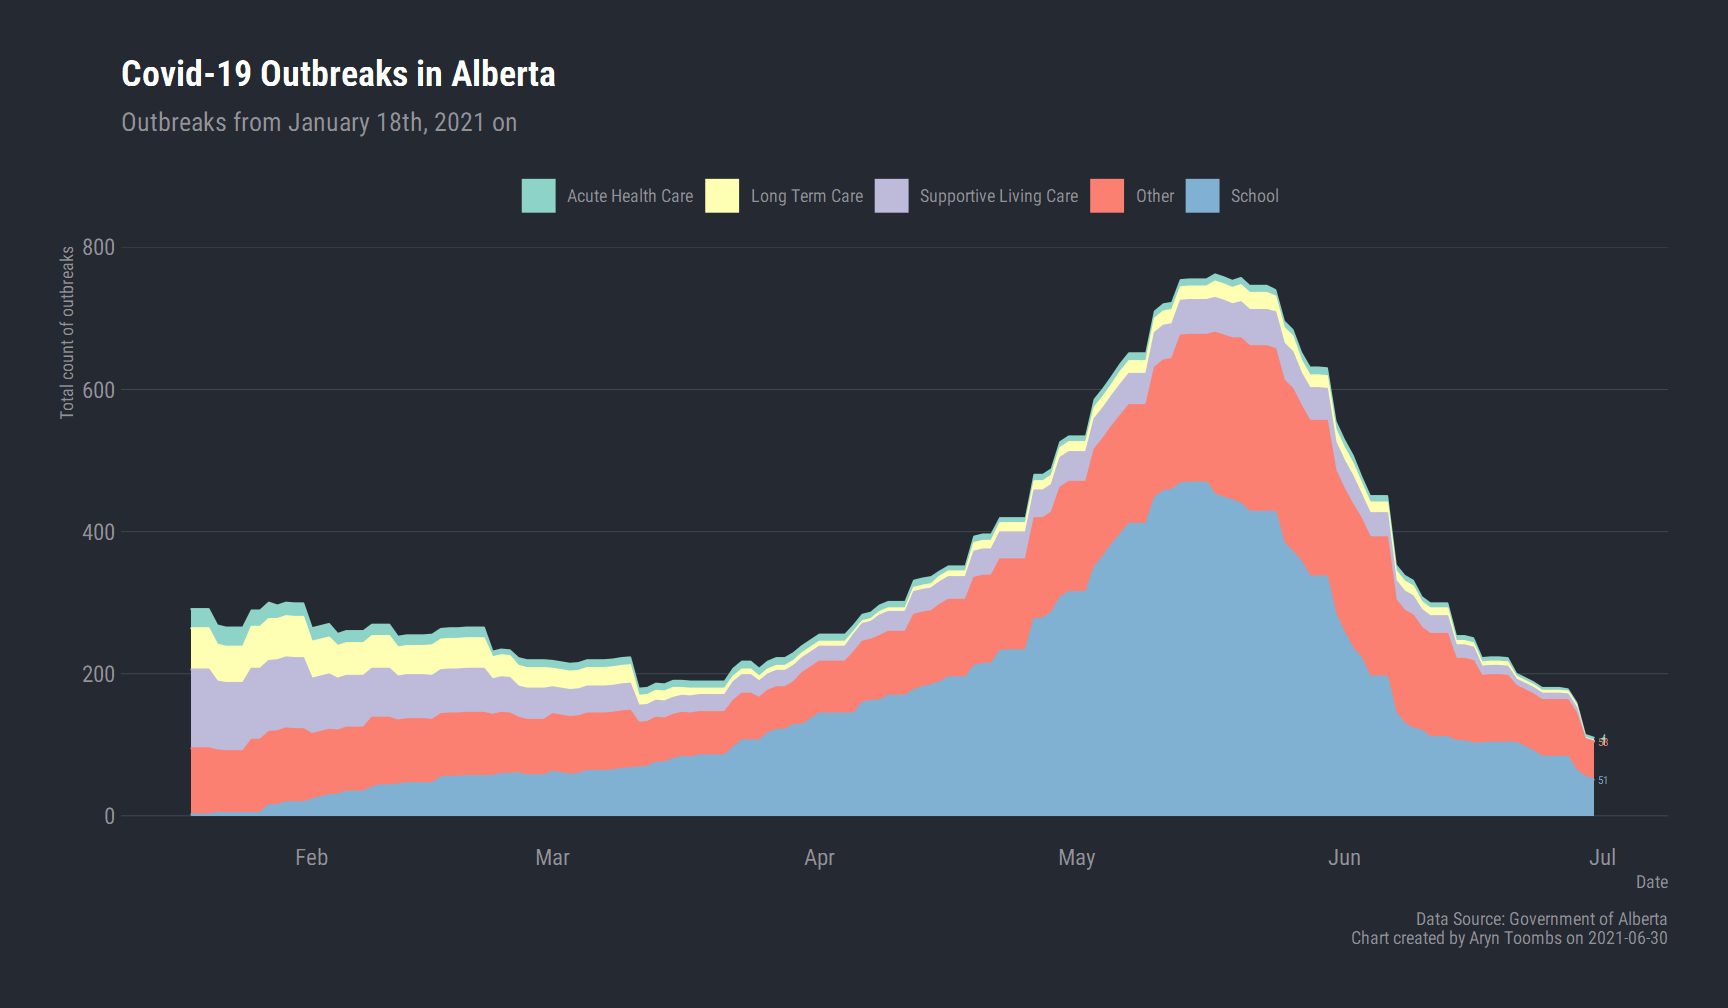 Covid-19 Outbreaks in Alberta
Outbreaks from January 18th, 2021 on
Acute Health Care
Long Term Care
Supportive Living Care
Other
School
Total count of outbreaks
800
600
400
200
0
51
Feb
Mar
Apr
May
Jun
Jul
Date
Data Source: Government of Alberta
Chart created by Aryn Toombs on 2021-06-30